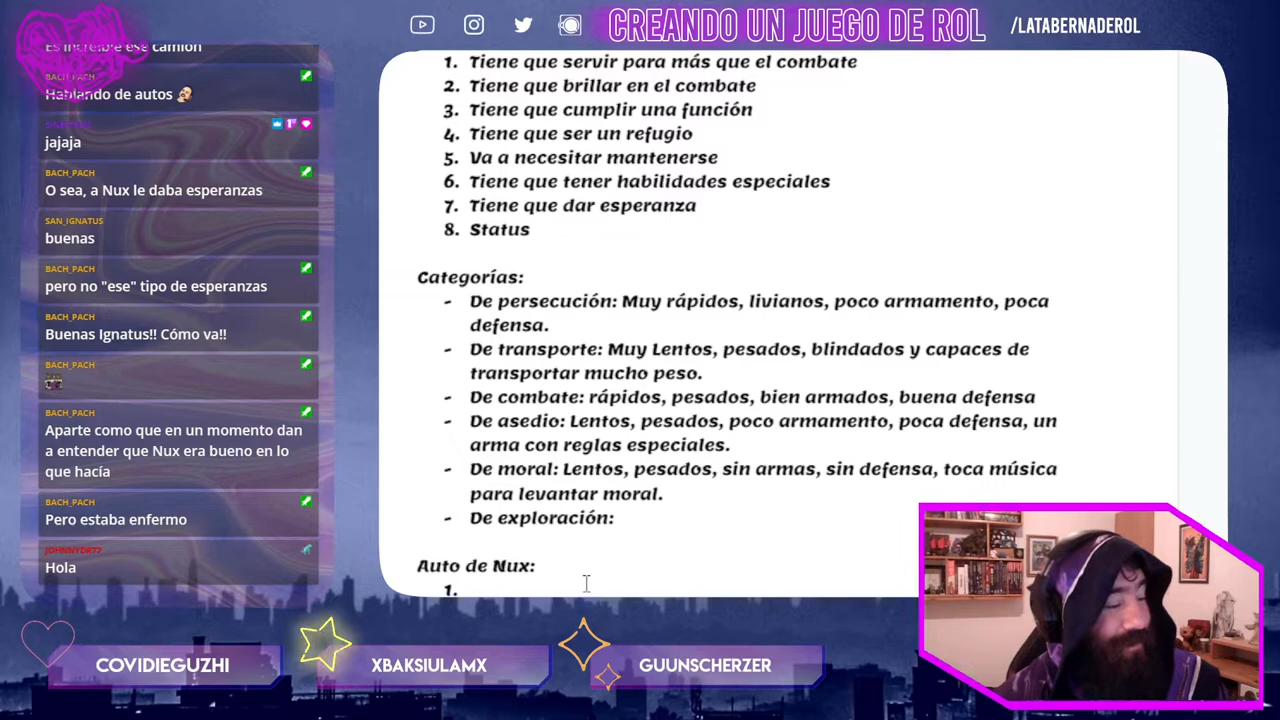 CREANDO UN JUEGO DE ROL
/LATABERNADEROL
Es increible ese camion
BACH_PACH
Hablando de autos
jajaja
BACH_PACH
O sea, a Nux le daba esperanzas
SAN_IGNATUS
buenas
BACH_PACH
pero no "ese" tipo de esperanzas
BACH_PACH
Buenas Ignatus!! Cómo va!!
BACH_PACH
BACH_PACH
Aparte como que en un momento dan
a entender que Nux era bueno en lo
que hacía
BACH_PACH
Pero estaba enfermo
JOHNNYDR77
Hola
1. Tiene que servir para más que el combate
2. Tiene que brillar en el combate
3. Tiene que cumplir una función
4. Tiene que ser un refugio
5. Va a necesitar mantenerse
6. Tiene que tener habilidades especiales
7. Tiene que dar esperanza
8. Status
Categorías:
- De persecución: Muy rápidos, livianos, poco armamento, poca
defensa.
- De transporte: Muy Lentos, pesados, blindados y capaces de
transportar mucho peso.
- De combate: rápidos, pesados, bien armados, buena defensa
- De asedio: Lentos, pesados, poco armamento, poca defensa, un
arma con reglas especiales.
- De moral: Lentos, pesados, sin armas, sin defensa, toca música
para levantar moral.
- De exploración:
Auto de Nux:
1.
COVIDIEGUZHI
XBAKSIULAMX
GUUNSCHERZER